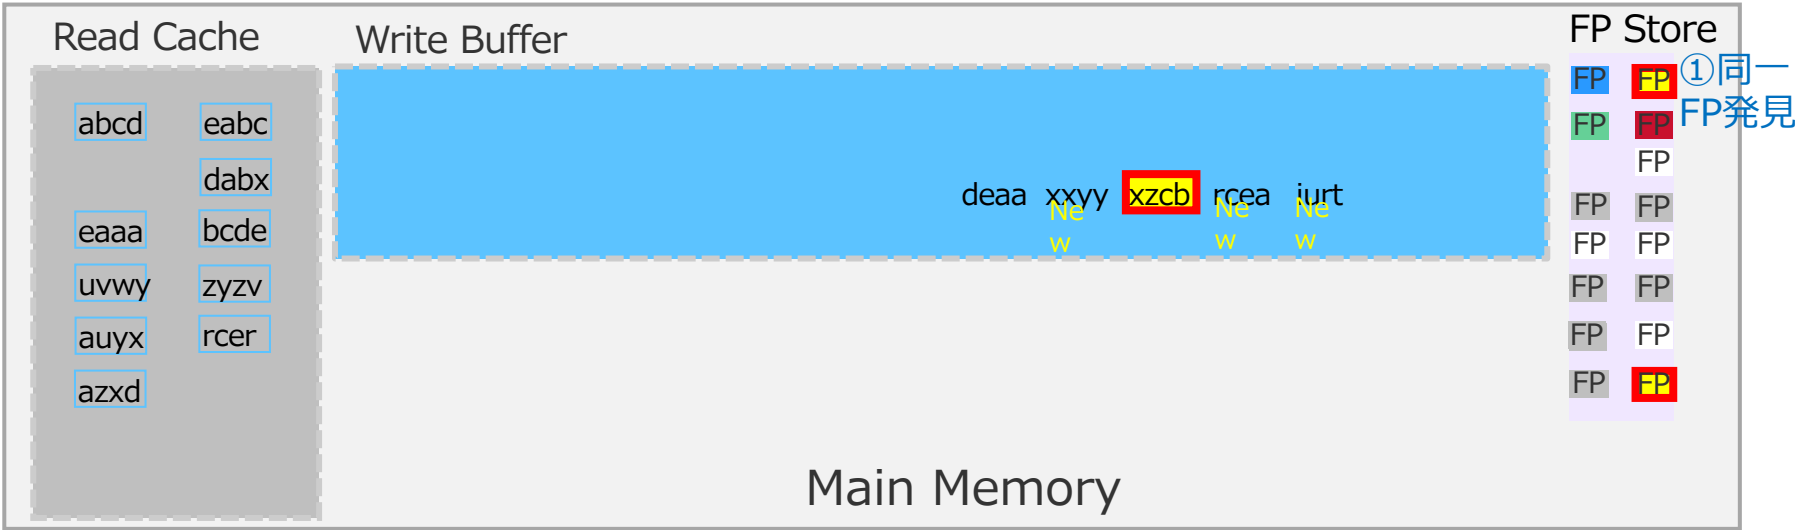 Read Cache
Write Buffer
FP Store
abcd eabc
dabx
eaaa bcde
uvwy zyzv
auyx rcer
azxd
deaa xxyy xzcb rcea iurt
Ne Ne Ne
w w w
FP FP
FP FP
FP
FP FP
FP FP
FP FP
FP FP
FP FP
①同一
FP発見
Main Memory